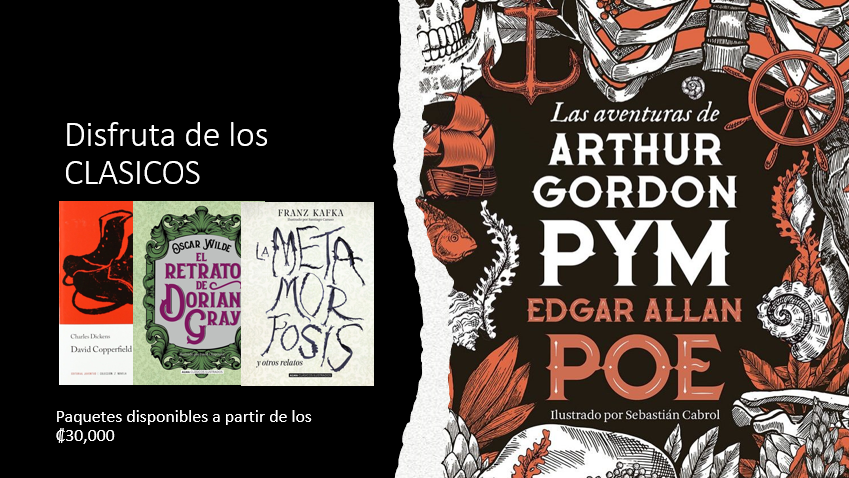 Disfruta de los
CLASICOS
Charles Dickens
David Copperfield
OSCAR WILDE
EL
RETRATO
DE
DORIAN
GRAY
FRANZ KAFKA
LA META
MOR
FOSIS
y otros relatos
Paquetes disponibles a partir de los
₡30,000
Las aventuras de
ARTHUR
GORDON
PYM
EDGAR ALLAN
POE
Ilustrado por Sebastián Cabrol